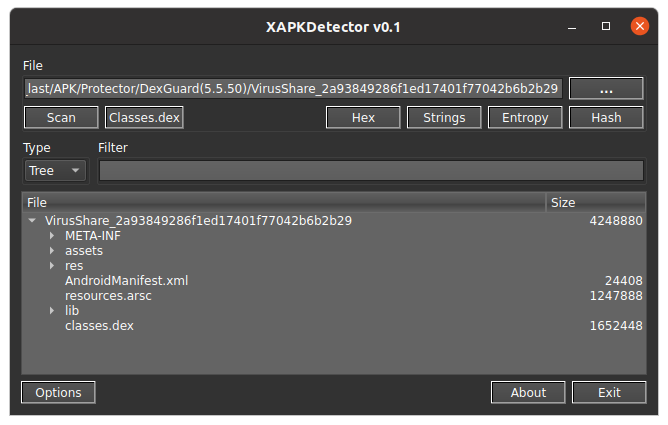 XAPKDetector v0.1
File
last/APK/Protector/DexGuard(5.5.50)/VirusShare_2a93849286f1ed17401f77042b6b2b29 ...
Scan Classes.dex Hex Strings Entropy Hash
Type Filter
Tree
File Size
VirusShare_2a93849286f1ed17401f77042b6b2b29 4248880
META-INF
assets
res
AndroidManifest.xml 24408
resources.arsc 1247888
lib
classes.dex 1652448
Options About Exit